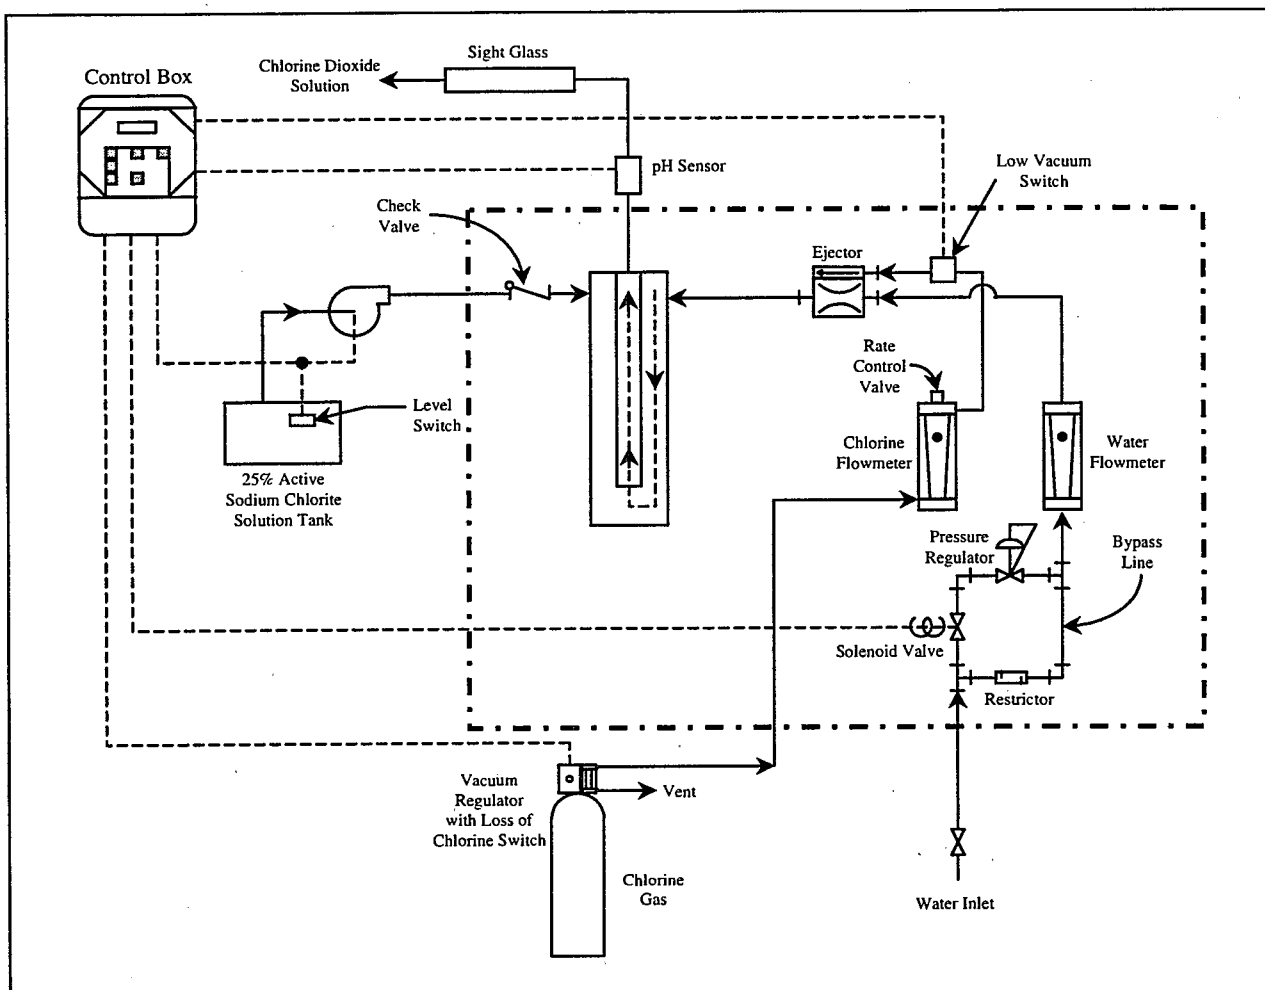 Sight Glass
Chlorine Dioxide
Solution
Control Box
pH Sensor
Low Vacuum
Switch
Check
Valve
Ejector
Rate
Control
Valve
Level
Switch
Chlorine
Flowmeter
Water
Flowmeter
25% Active
Sodium Chlorite
Solution Tank
Pressure
Regulator
Bypass
Line
Solenoid Valve
Restrictor
Vacuum
Regulator
with Loss of
Chlorine Switch
Vent
Chlorine
Gas
Water Inlet